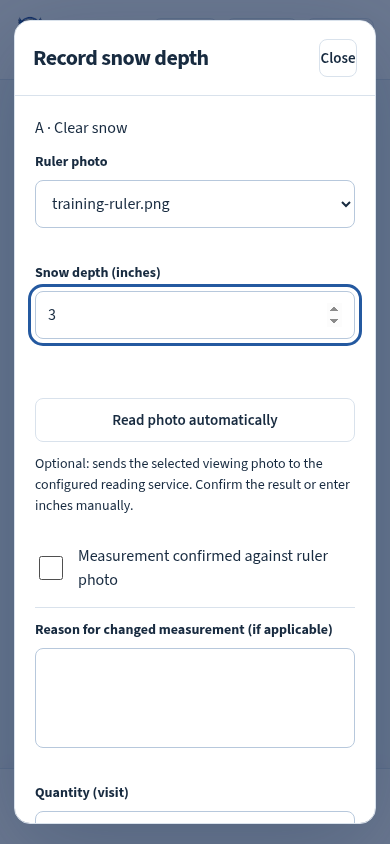 Record snow depth
Close
A · Clear snow
Ruler photo
training-ruler.png
Snow depth (inches)
3
Read photo automatically
Optional: sends the selected viewing photo to the
configured reading service. Confirm the result or enter
inches manually.
Measurement confirmed against ruler
photo
Reason for changed measurement (if applicable)
Quantity (visit)